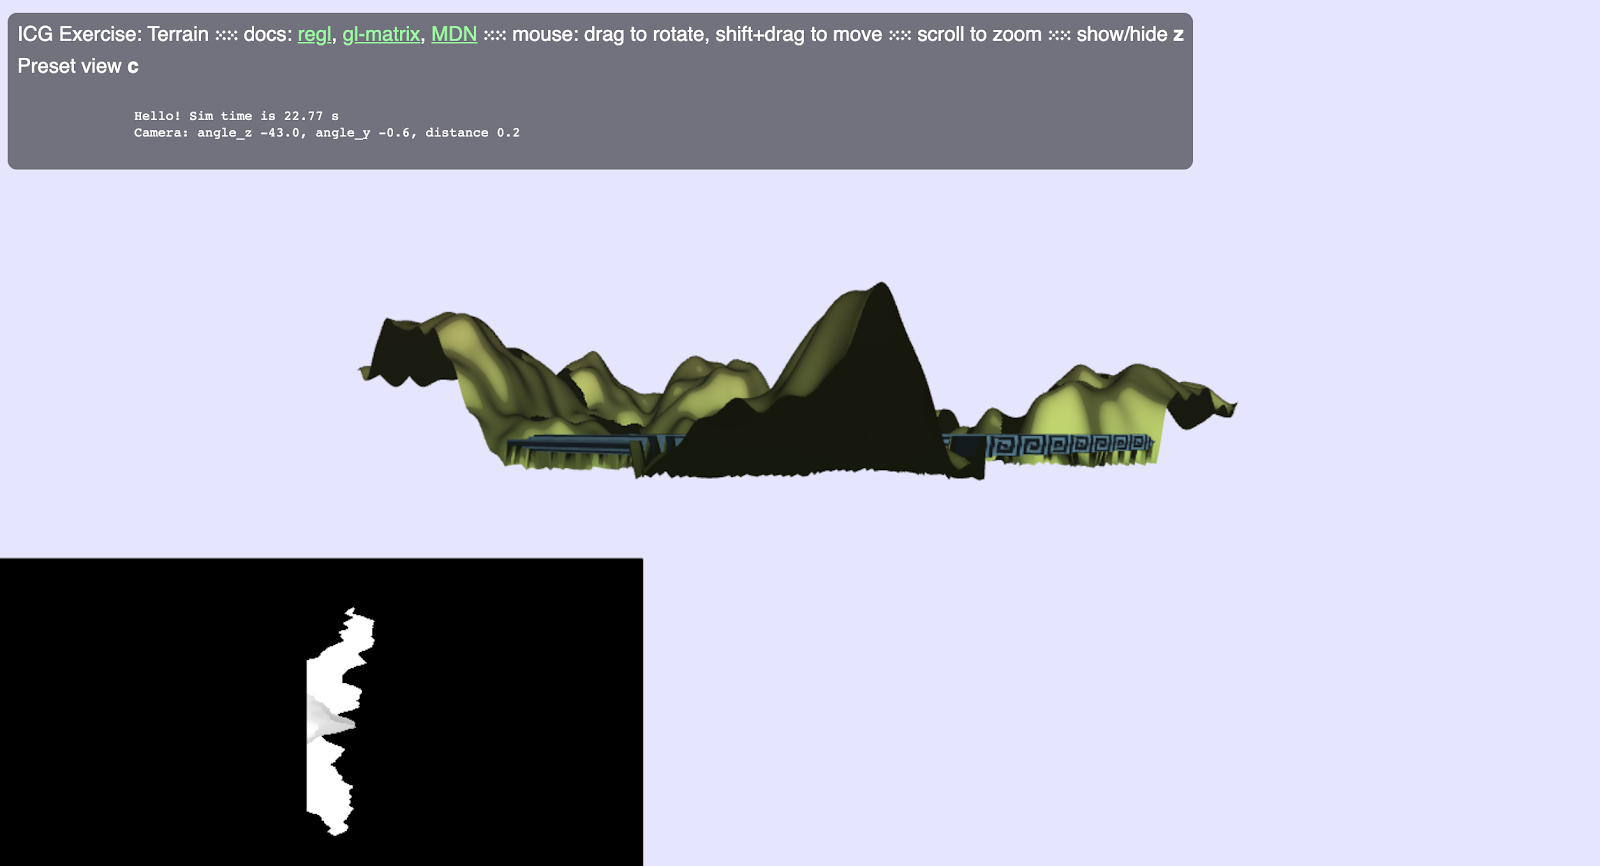 ICG Exercise: Terrain ::: docs: regl, gl-matrix, MDN ::: mouse: drag to rotate, shift+drag to move ::: scroll to zoom ::: show/hide z
Preset view c
Hello! Sim time is 22.77 s
Camera: angle_z -43.0, angle_y -0.6, distance 0.2